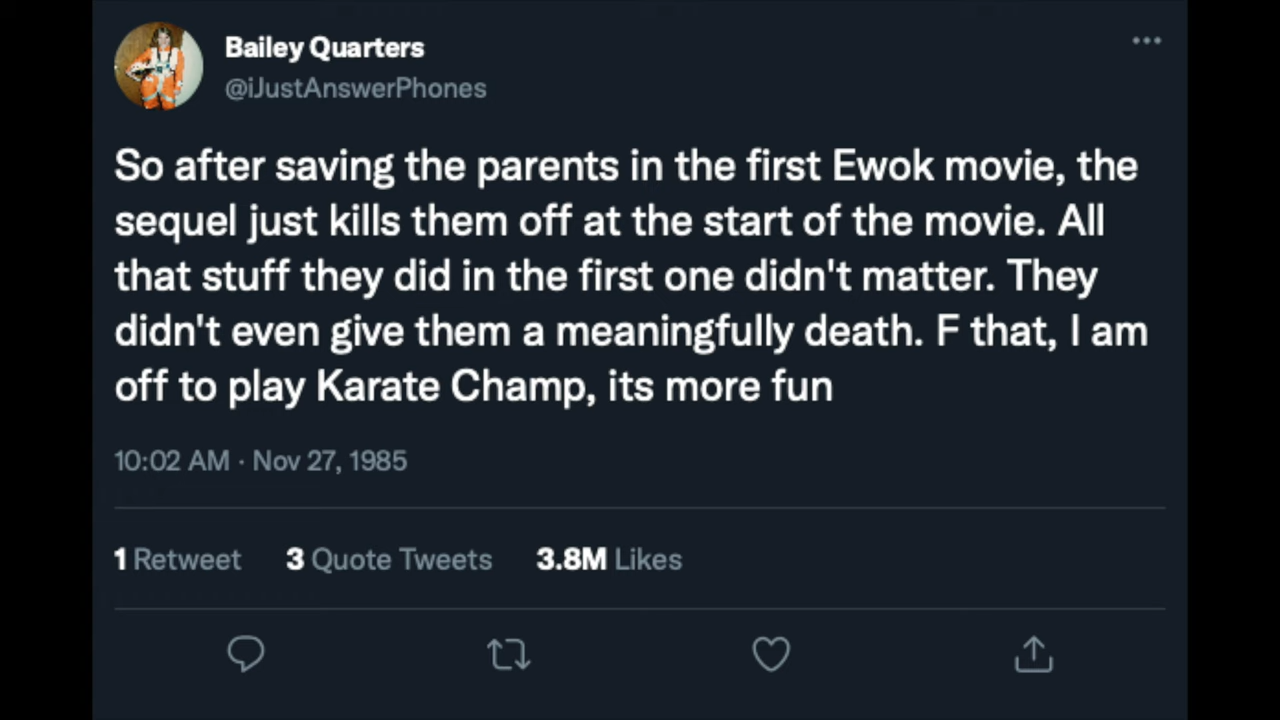 Bailey Quarters
@iJustAnswerPhones
So after saving the parents in the first Ewok movie, the
sequel just kills them off at the start of the movie. All
that stuff they did in the first one didn't matter. They
didn't even give them a meaningfully death. F that, I am
off to play Karate Champ, its more fun
10:02 AM · Nov 27, 1985
1 Retweet 3 Quote Tweets 3.8M Likes